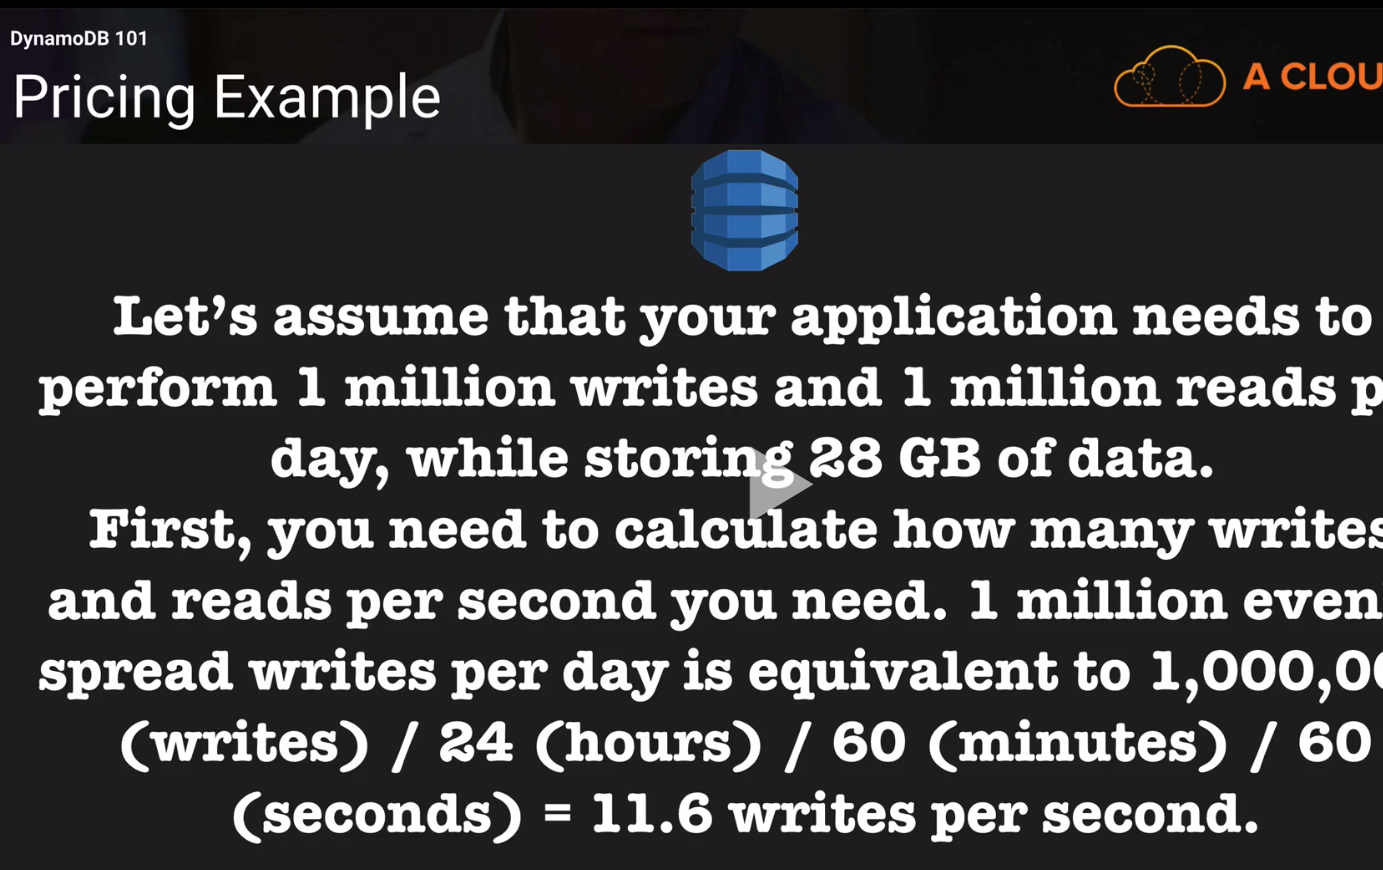 DynamoDB 101
Pricing Example
A CLOU
Let's assume that your application needs to
perform 1 million writes and 1 million reads p
day, while storing 28 GB of data.
First, you need to calculate how many writes
and reads per second you need. 1 million even
spread writes per day is equivalent to 1,000,00
(writes) / 24 (hours) / 60 (minutes) / 60
(seconds) = 11.6 writes per second.